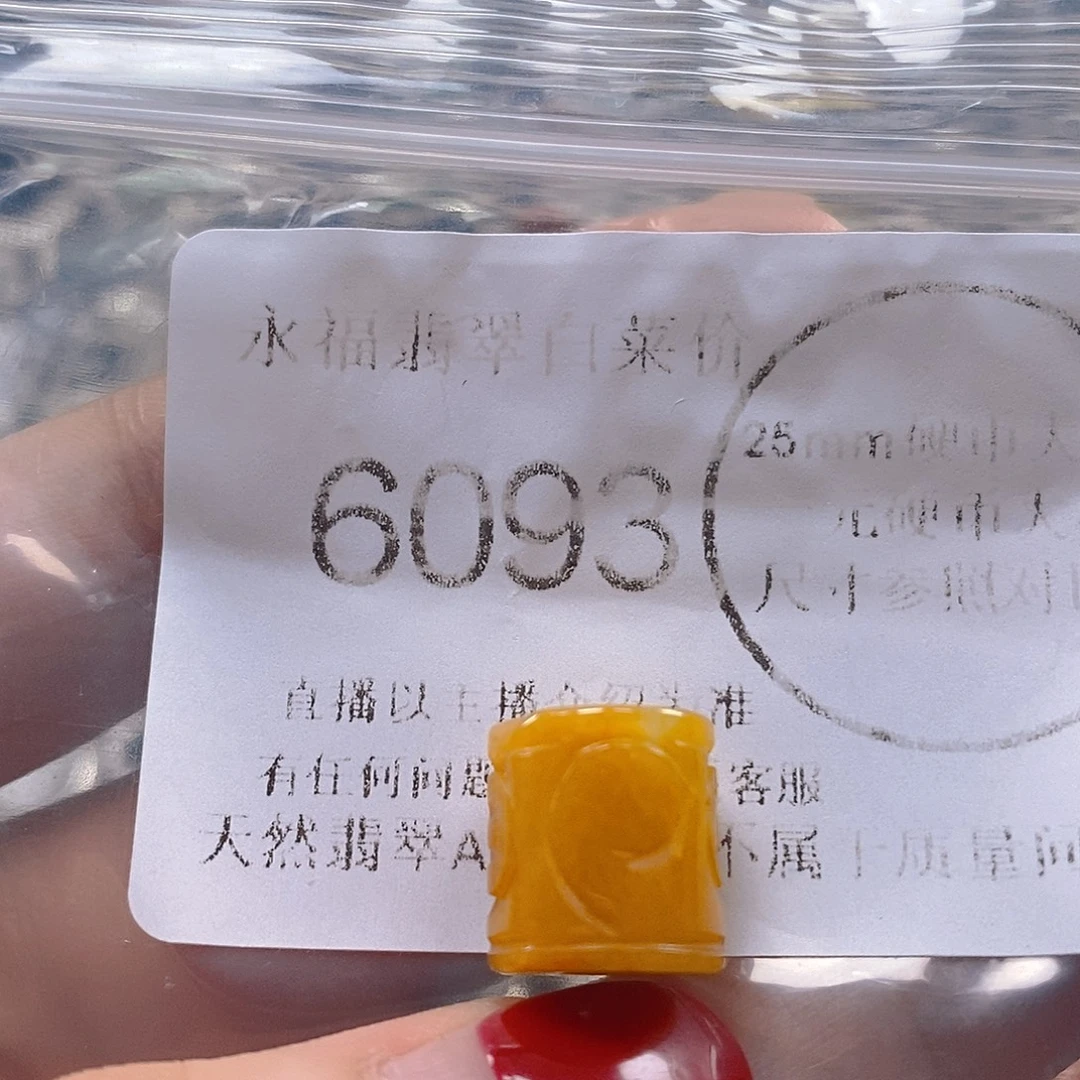 永福翡翠白菜价
6093
25mm硬币大
元硬币大
尺寸参照对
直播以主播介绍为准
有任何问题 客服
天然翡翠A 不属于质量问